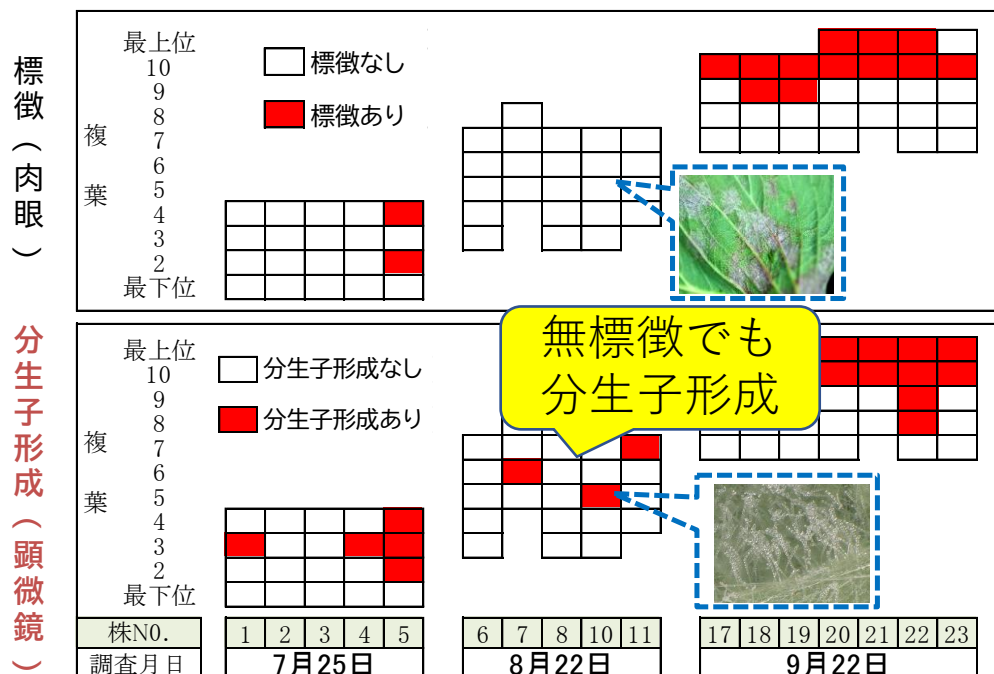 標徴（肉眼）
最上位
10
9
8
7
6
5
4
3
2
最下位
複葉
標徴なし
標徴あり
分生子形成（顕微鏡）
最上位
10
9
8
7
6
5
4
3
2
最下位
複葉
分生子形成なし
分生子形成あり
無標徴でも
分生子形成
株N0. 1 2 3 4 5 6 7 8 10 11 17 18 19 20 21 22 23
調査月日 7月25日 8月22日 9月22日